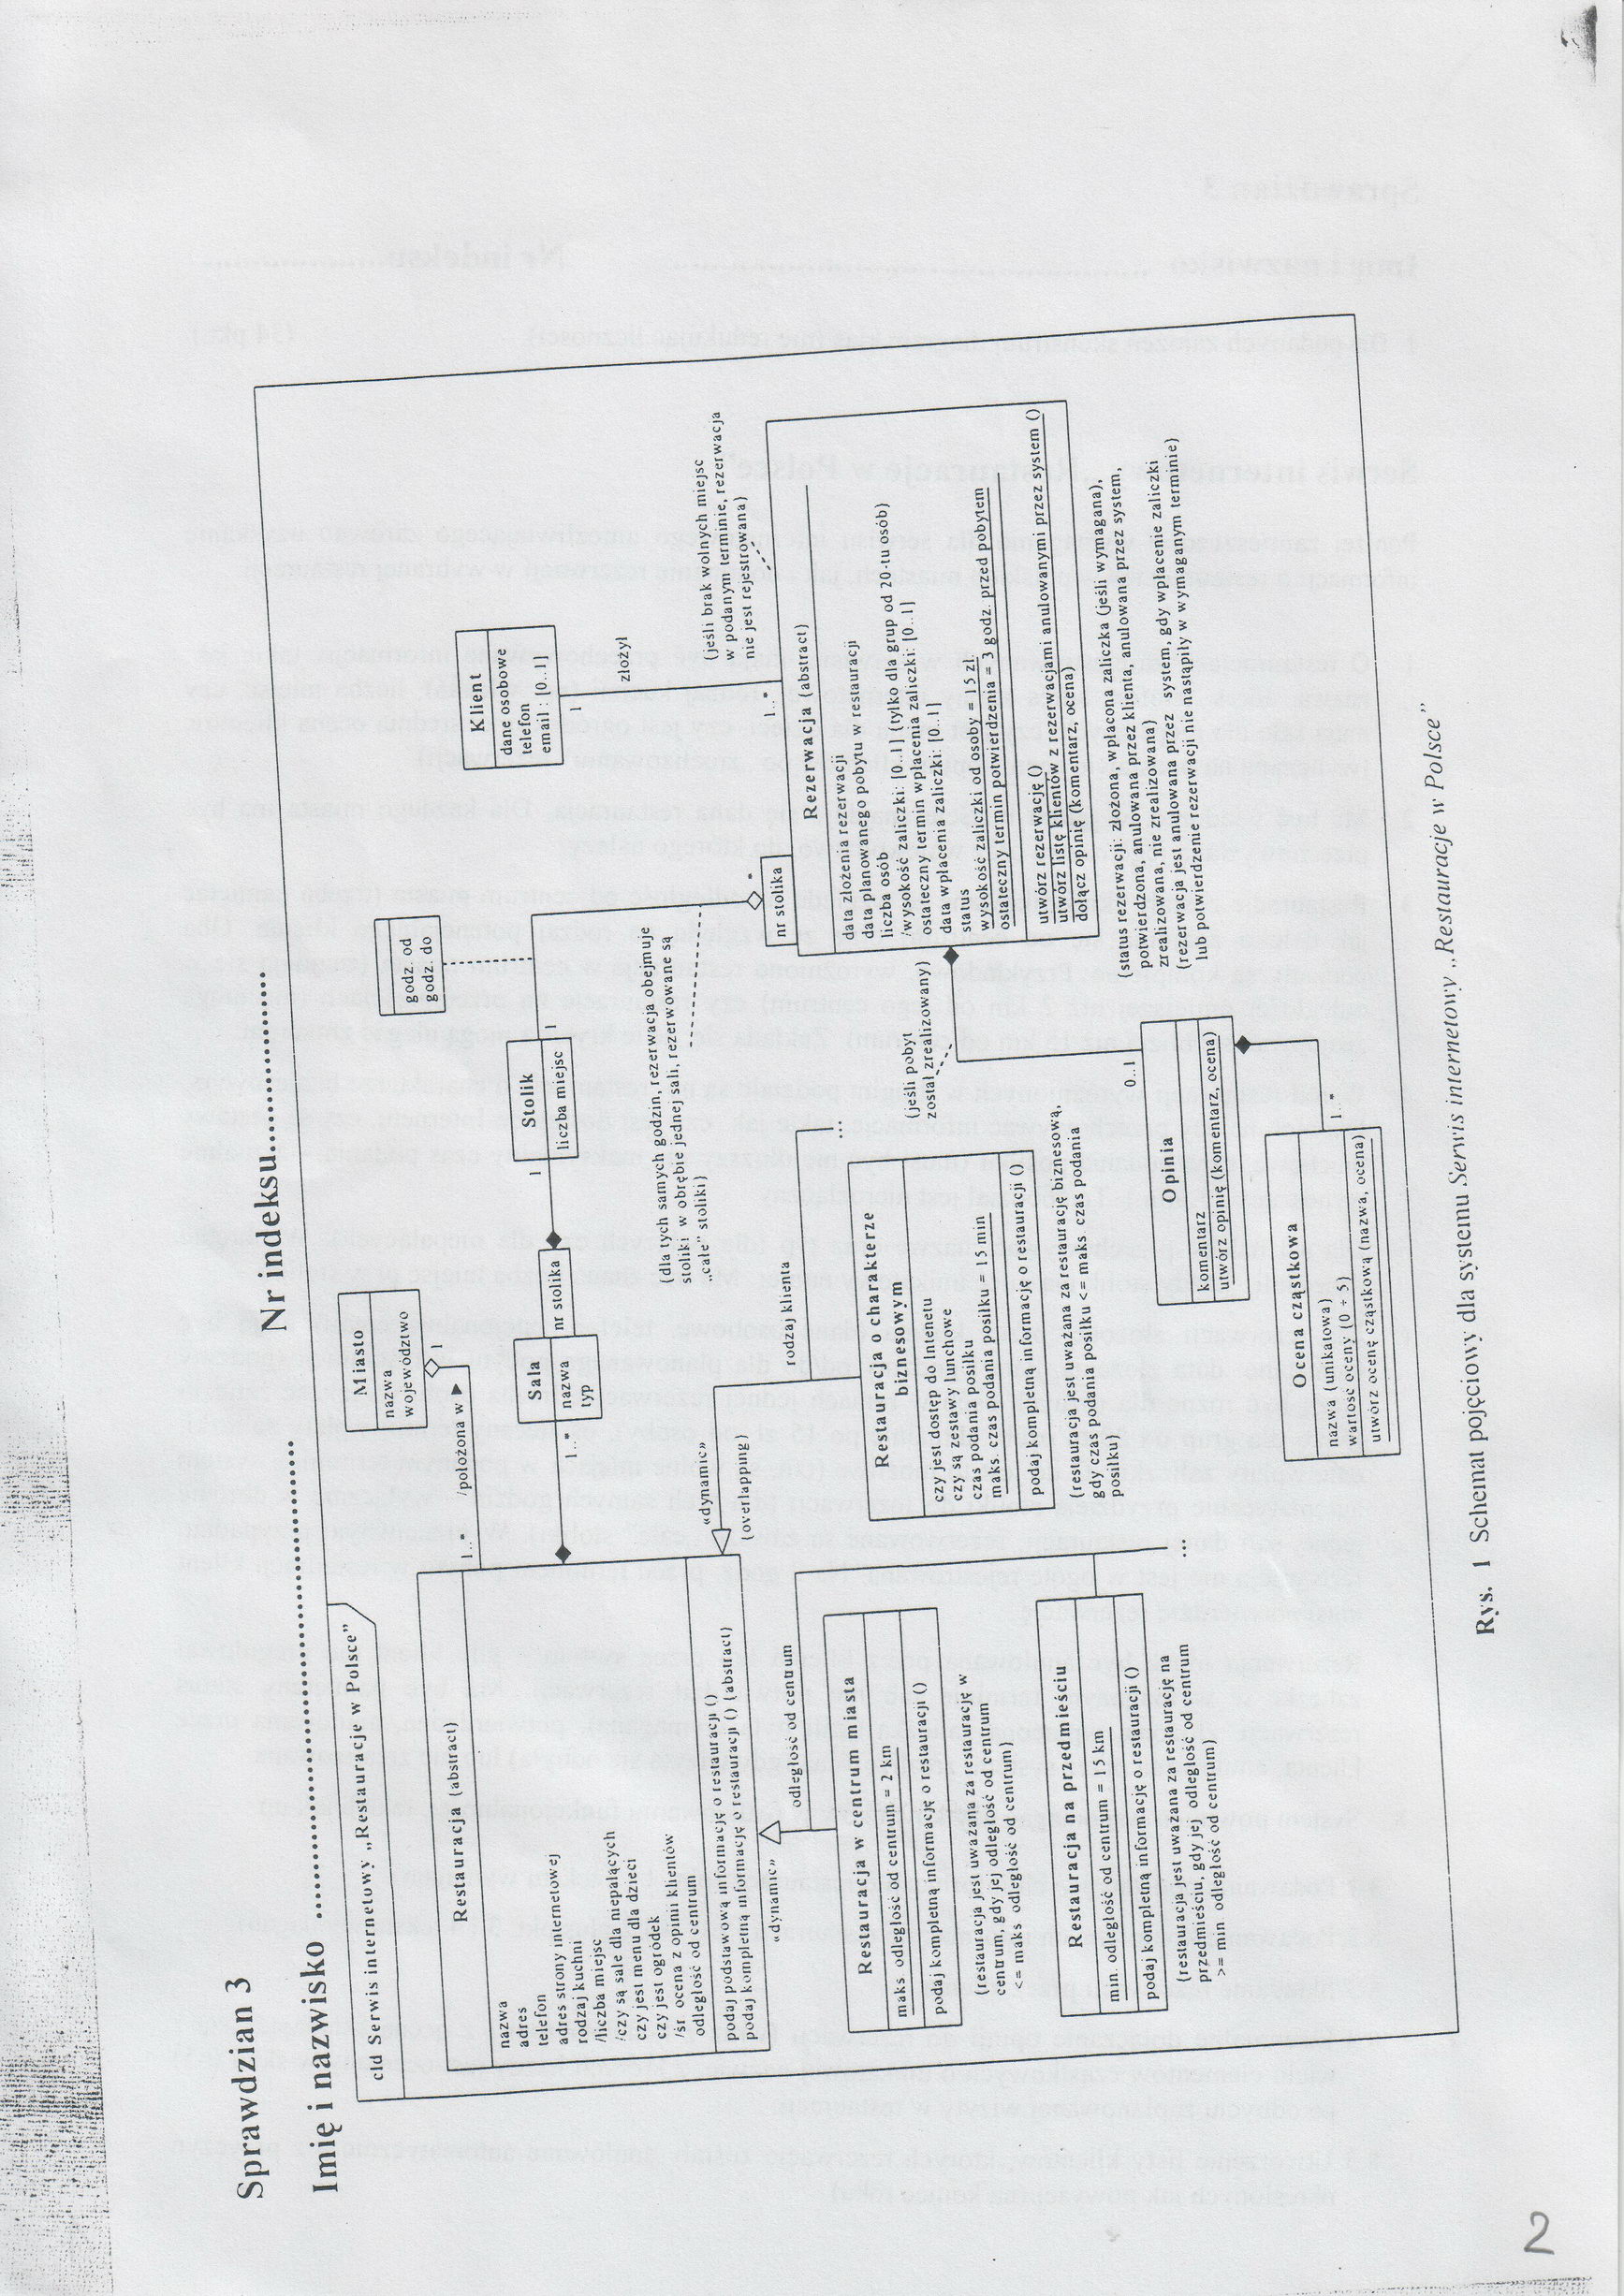 Sprawdzian 3
Imię i nazwisko ............................................................ Nr indeksu........................
cld Serwis internetowy „Restauracje w Polsce”
Restauracja (abstract)
nazwa
adres
telefon
adres strony internetowej
rodzaj kuchni
/liczba miejsc
/czy są sale dla niepalących
czy jest menu dla dzieci
czy jest ogródek
/śr ocena z opinii klientów
odległość od centrum
podaj podstawową informację o restauracji ()
podaj kompletną informację o restauracji () (abstract)
1..*
/położona w ►
1
Miasto
nazwa
województwo
1..*
Sala
nazwa
typ
nr stolika
1
Stolik
liczba miejsc
1
godz. od
godz. do
*
nr stolika
Klient
dane osobowe
telefon
email : [0..1]
1
złożył
1..*
{dla tych samych godzin, rezerwacja obejmuje
stoliki w obrębie jednej sali, rezerwowane są
„całe” stoliki}
{jeśli brak wolnych miejsc
w podanym terminie, rezerwacja
nie jest rejestrowana}
Rezerwacja (abstract)
data złożenia rezerwacji
data planowanego pobytu w restauracji
liczba osób
/wysokość zaliczki: [0..1] {tylko dla grup od 20-tu osób}
ostateczny termin wpłacenia zaliczki: [0..1]
data wpłacenia zaliczki: [0..1]
status
wysokość zaliczki od osoby = 15 zł
ostateczny termin potwierdzenia = 3 godz. przed pobytem
utwórz rezerwację ()
utwórz listę klientów z rezerwacjami anulowanymi przez system ()
dołącz opinię (komentarz, ocena)
{status rezerwacji: złożona, wpłacona zaliczka (jeśli wymagana),
potwierdzona, anulowana przez klienta, anulowana przez system,
zrealizowana, nie zrealizowana}
{rezerwacja jest anulowana przez system, gdy wpłacenie zaliczki
lub potwierdzenie rezerwacji nie nastąpiły w wymaganym terminie}
{jeśli pobyt
został zrealizowany}
0..1
Opinia
komentarz
utwórz opinię (komentarz, ocena)
1..*
Ocena cząstkowa
nazwa {unikatowa}
wartość oceny {0 ÷ 5}
utwórz ocenę cząstkową (nazwa, ocena)
«dynamic»
{overlapping}
rodzaj klienta
...
Restauracja o charakterze
biznesowym
czy jest dostęp do Intenetu
czy są zestawy lunchowe
czas podania posiłku
maks. czas podania posiłku = 15 min
podaj kompletną informację o restauracji ()
{restauracja jest uważana za restaurację biznesową,
gdy czas podania posiłku <= maks czas podania
posiłku}
«dynamic»
odległość od centrum
...
Restauracja w centrum miasta
maks odległość od centrum = 2 km
podaj kompletną informację o restauracji ()
{restauracja jest uważana za restaurację w
centrum, gdy jej odległość od centrum
<= maks odległość od centrum}
Restauracja na przedmieściu
min. odległość od centrum = 15 km
podaj kompletną informację o restauracji ()
{restauracja jest uważana za restaurację na
przedmieściu, gdy jej odległość od centrum
>= min odległość od centrum}
Rys. 1 Schemat pojęciowy dla systemu Serwis internetowy „Restauracje w Polsce”
2